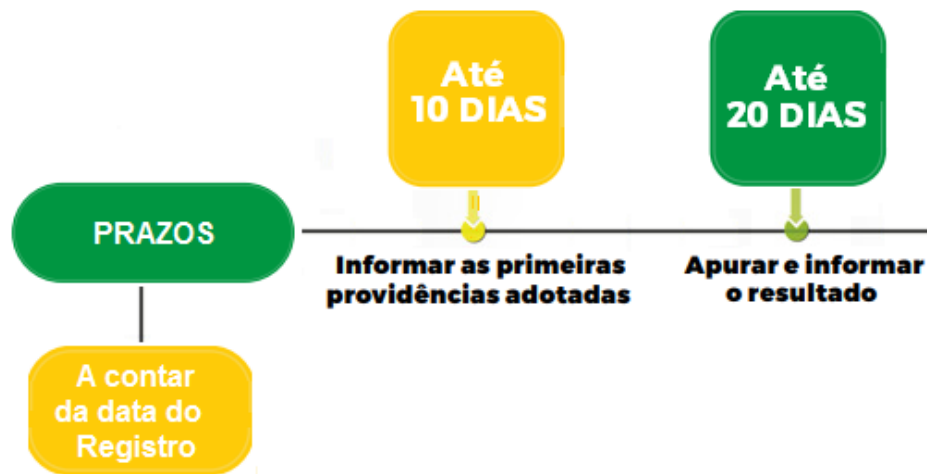 Até
10 DIAS
Até
20 DIAS
PRAZOS
Informar as primeiras
providências adotadas
Apurar e informar
o resultado
A contar
da data do
Registro